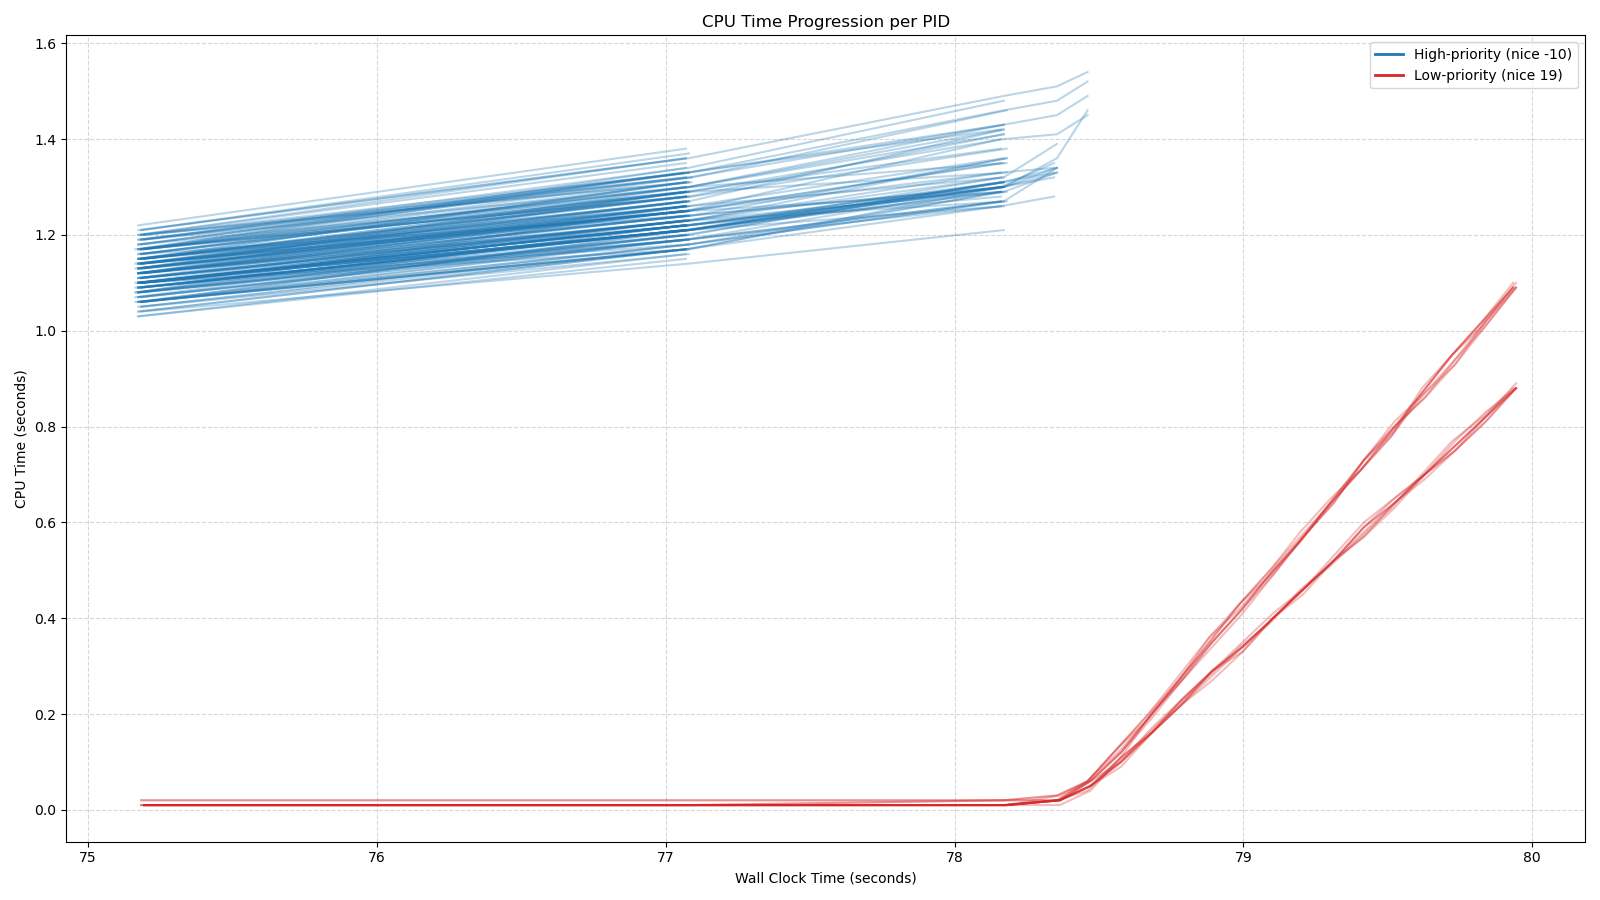 CPU Time Progression per PID
High-priority (nice -10)
Low-priority (nice 19)
CPU Time (seconds)
1.6
1.4
1.2
1.0
0.8
0.6
0.4
0.2
0.0
75 76 77 78 79 80
Wall Clock Time (seconds)